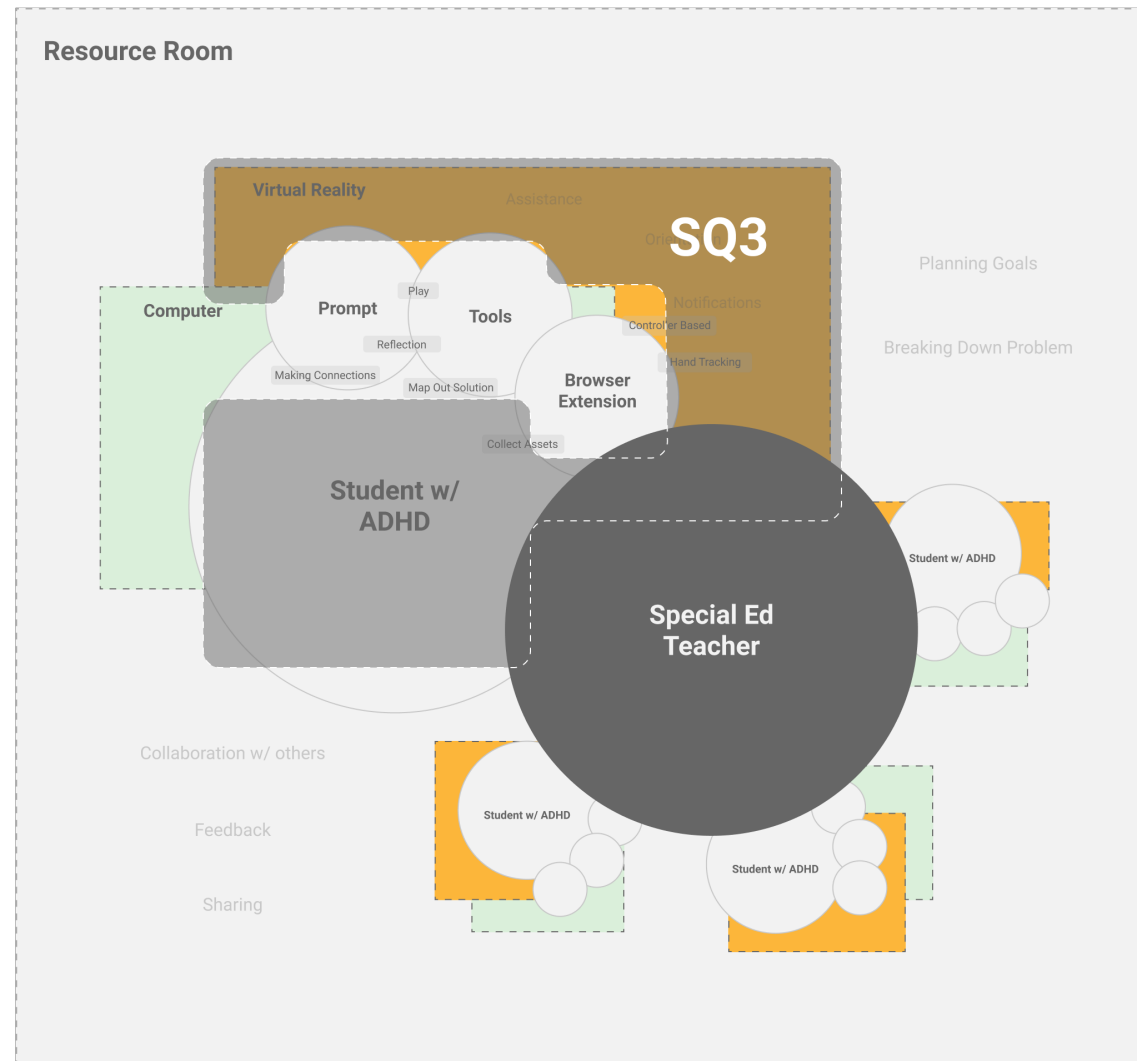 Resource Room
Virtual Reality
Assistance
SQ3
Orientation
Planning Goals
Play
Computer
Prompt
Tools
Notifications
Controller Based
Reflection
Breaking Down Problem
Hand Tracking
Making Connections
Map Out Solution
Browser
Extension
Collect Assets
Student w/
ADHD
Student w/ ADHD
Special Ed
Teacher
Collaboration w/ others
Student w/ ADHD
Feedback
Student w/ ADHD
Sharing